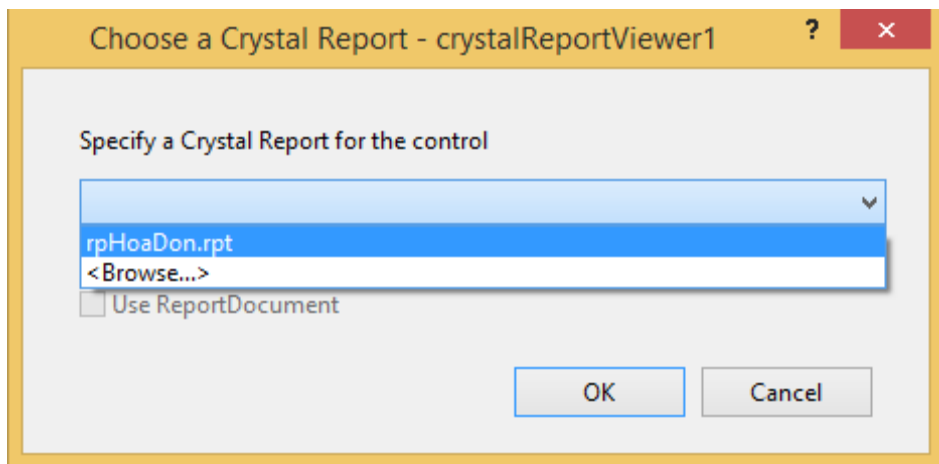 Choose a Crystal Report - crystalReportViewer1 ?
Specify a Crystal Report for the control
rpHoaDon.rpt
<Browse...>
Use ReportDocument
OK Cancel